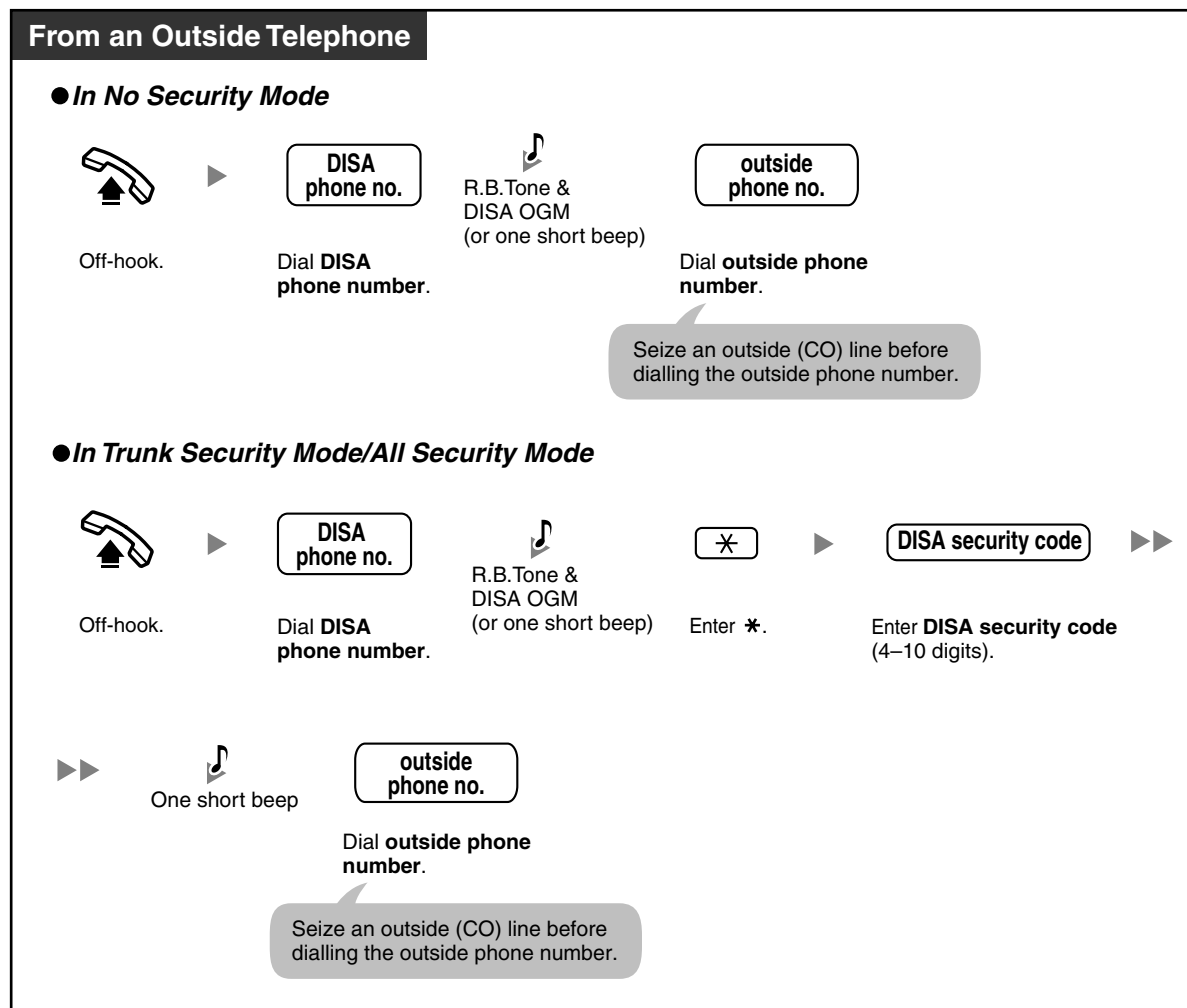 From an Outside Telephone
●In No Security Mode
DISA
phone no.
R.B.Tone &
DISA OGM
(or one short beep)
outside
phone no.
Off-hook.
Dial DISA
phone number.
Dial outside phone
number.
Seize an outside (CO) line before
dialling the outside phone number.
●In Trunk Security Mode/All Security Mode
DISA
phone no.
R.B.Tone &
DISA OGM
(or one short beep)
*
DISA security code
Off-hook.
Dial DISA
phone number.
Enter *.
Enter DISA security code
(4–10 digits).
One short beep
outside
phone no.
Dial outside phone
number.
Seize an outside (CO) line before
dialling the outside phone number.